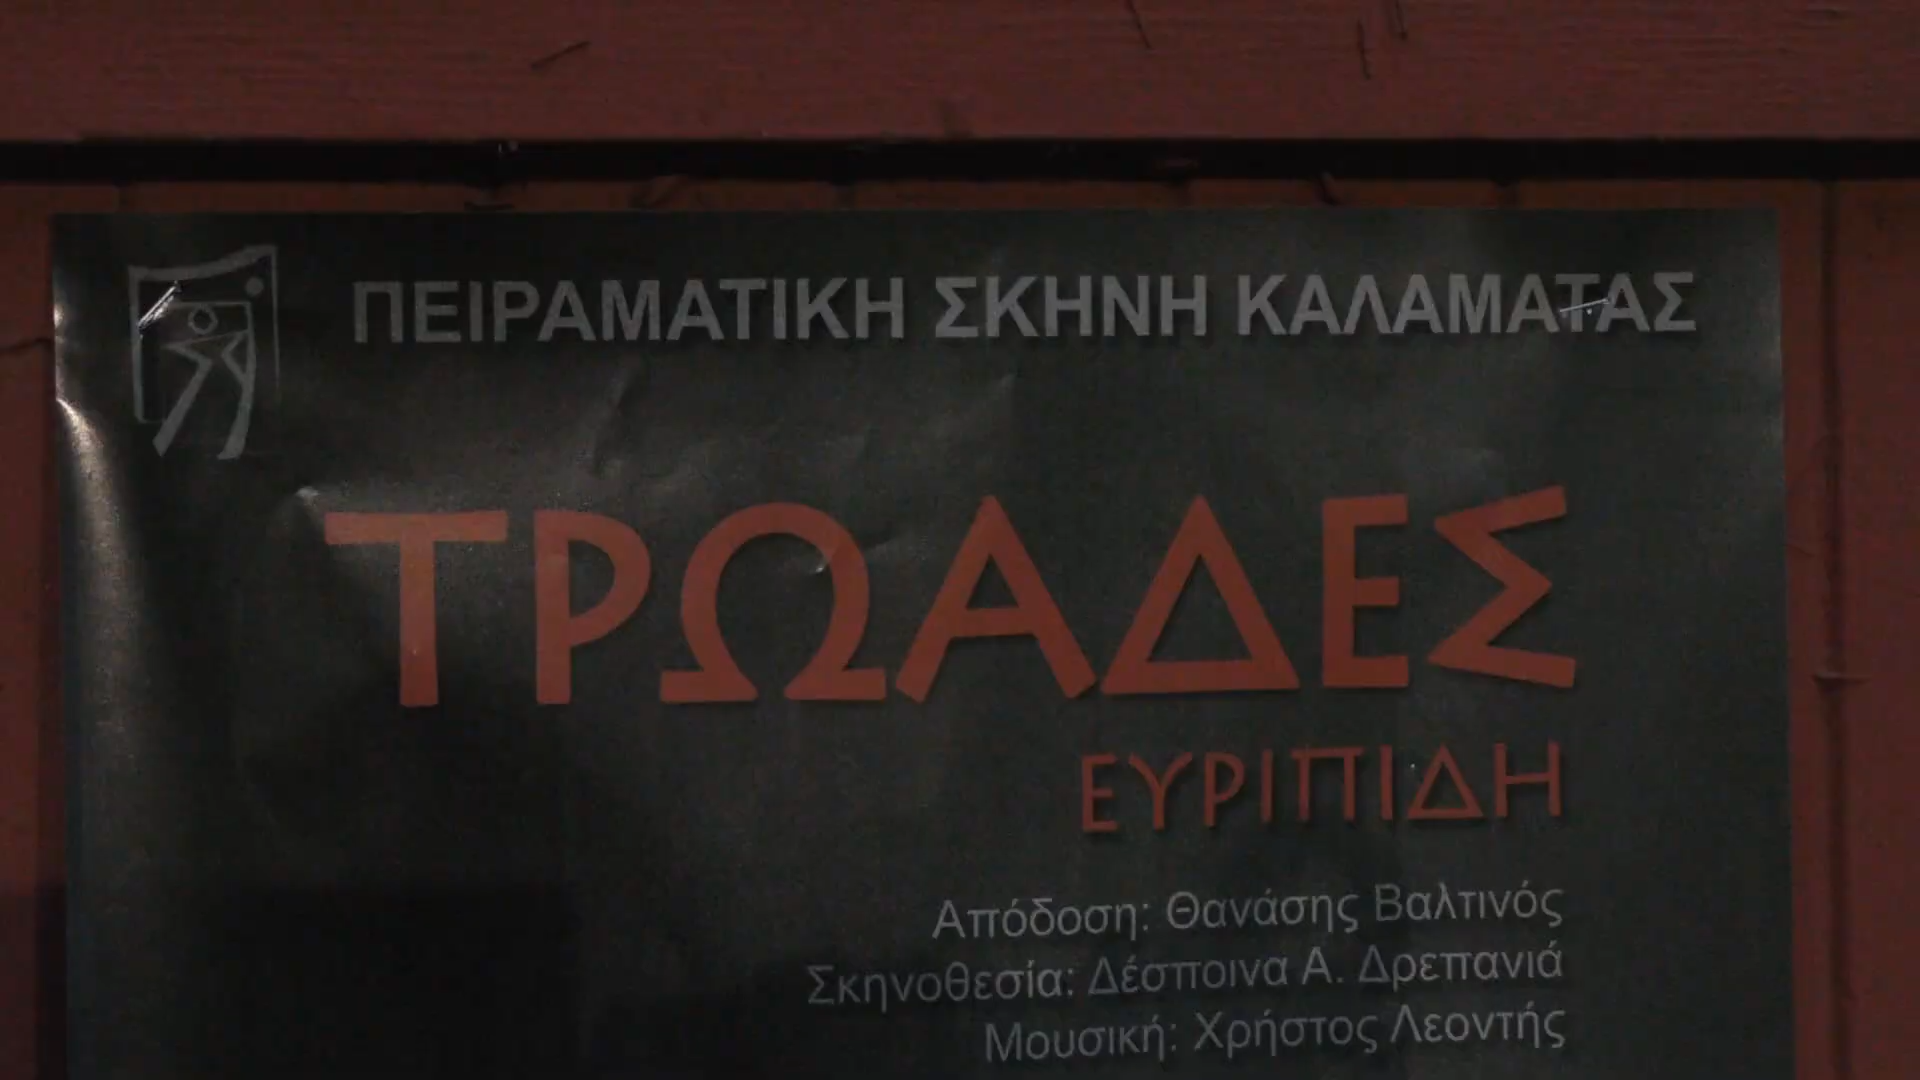 ΠΕΙΡΑΜΑΤΙΚΗ ΣΚΗΝΗ ΚΑΛΑΜΑΤΑΣ
ΤΡΩΑΔΕΣ
ΕΥΡΙΠΙΔΗ
Απόδοση: Θανάσης Βαλτινός
Σκηνοθεσία: Δέσποινα Α. Δρεπανιά
Μουσική: Χρήστος Λεοντής